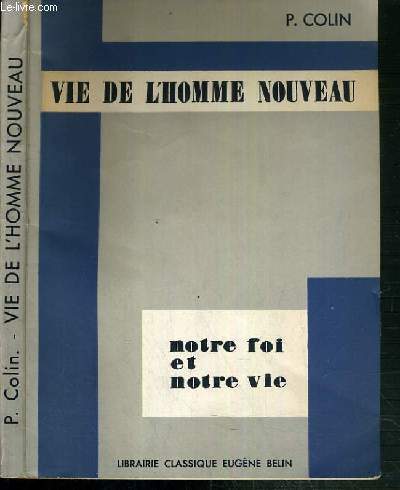 Le-livre.com
P. COLIN
VIE DE L'HOMME NOUVEAU
notre foi
et
notre vie
LIBRAIRIE CLASSIQUE EUGÈNE BELIN
P. Colin. - VIE DE L'HOMME NOUVEAU